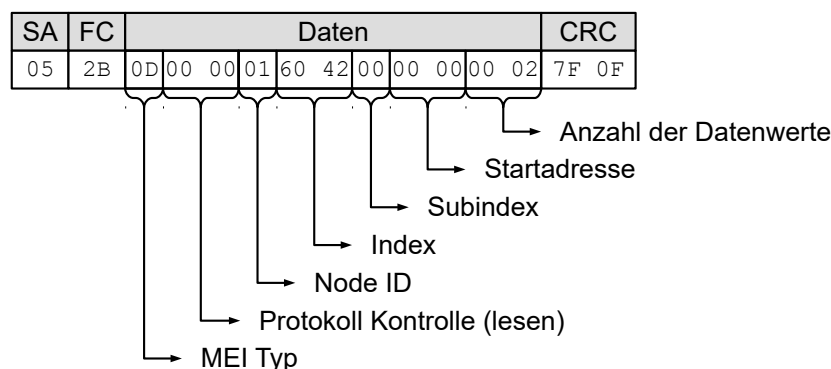 SA FC Daten CRC
05 2B 0D 00 00 01 60 42 00 00 00 00 02 7F 0F
Anzahl der Datenwerte
Startadresse
Subindex
Index
Node ID
Protokoll Kontrolle (lesen)
MEI Typ